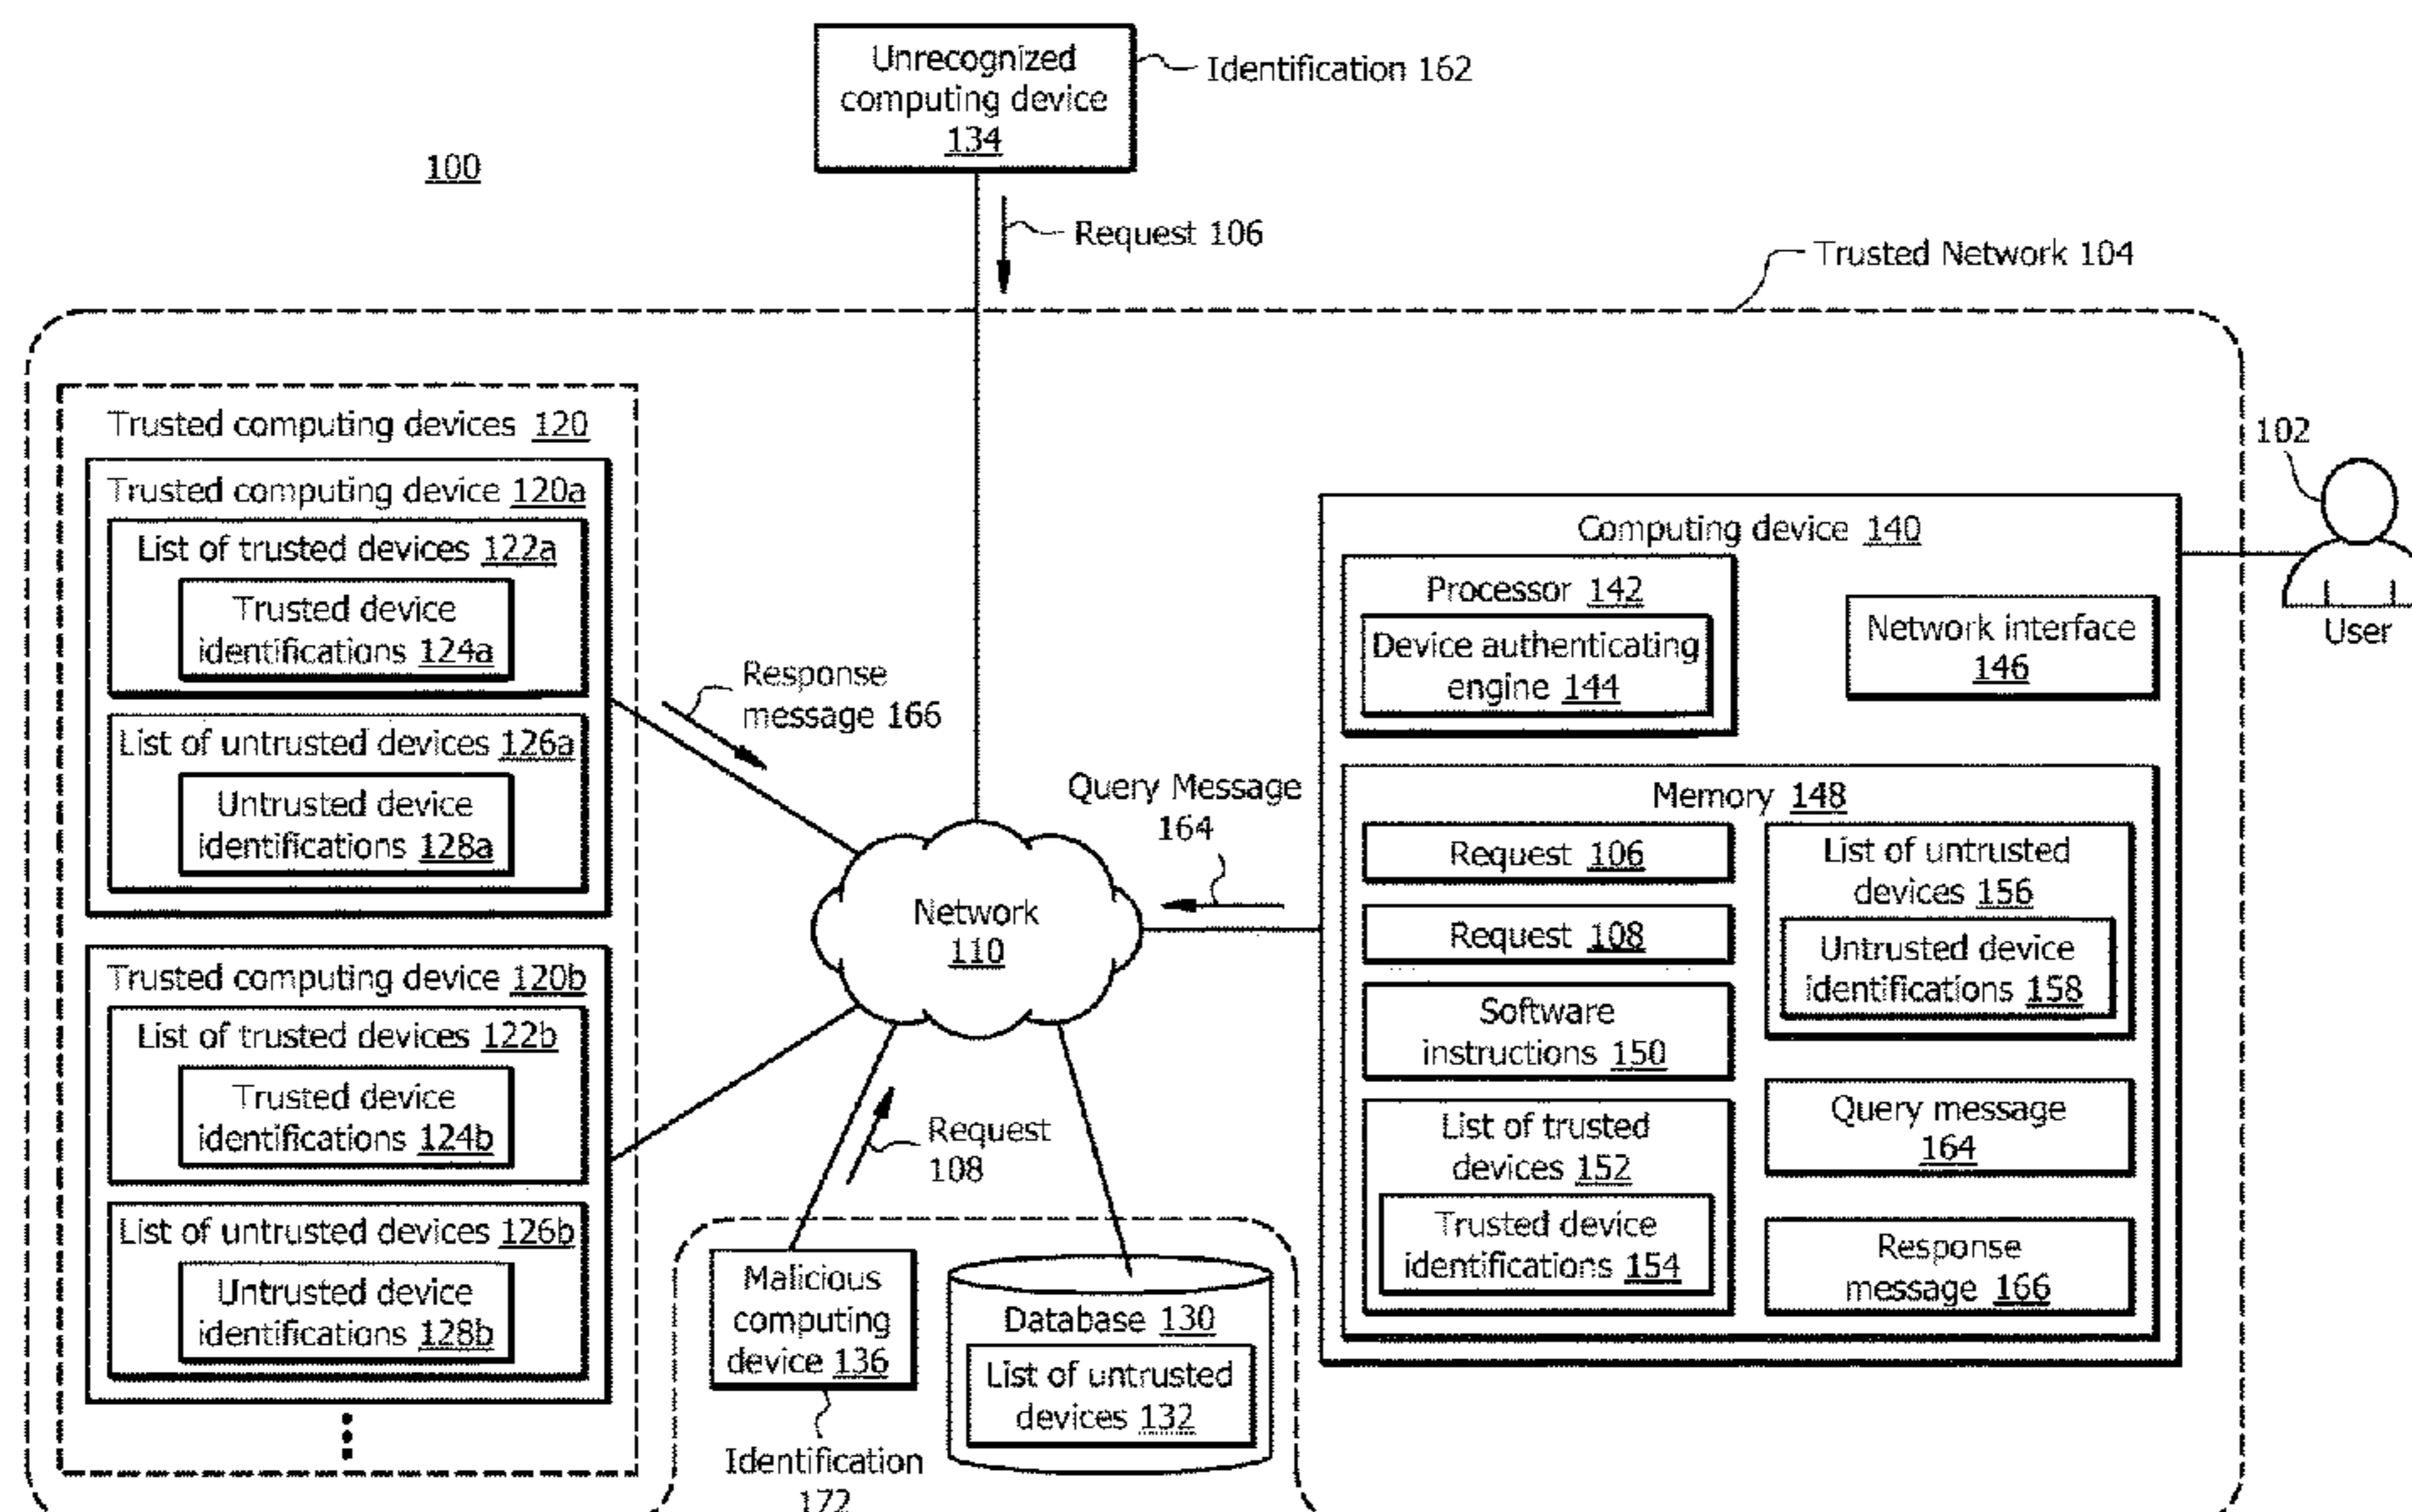 Unrecognized
computing device
134
Identification 162
100
Request 106
Trusted Network 104
Trusted computing devices 120
Trusted computing device 120a
List of trusted devices 122a
Trusted device
identifications 124a
List of untrusted devices 126a
Untrusted device
identifications 128a
Trusted computing device 120b
List of trusted devices 122b
Trusted device
identifications 124b
List of untrusted devices 126b
Untrusted device
identifications 128b
Response
message 166
Network
110
Query Message
164
Request
108
Malicious
computing
device 136
Identification
172
Database 130
List of untrusted
devices 132
Computing device 140
Processor 142
Device authenticating
engine 144
Network interface
146
Memory 148
Request 106
Request 108
Software
instructions 150
List of trusted
devices 152
Trusted device
identifications 154
List of untrusted
devices 156
Untrusted device
identifications 158
Query message
164
Response
message 166
102
User